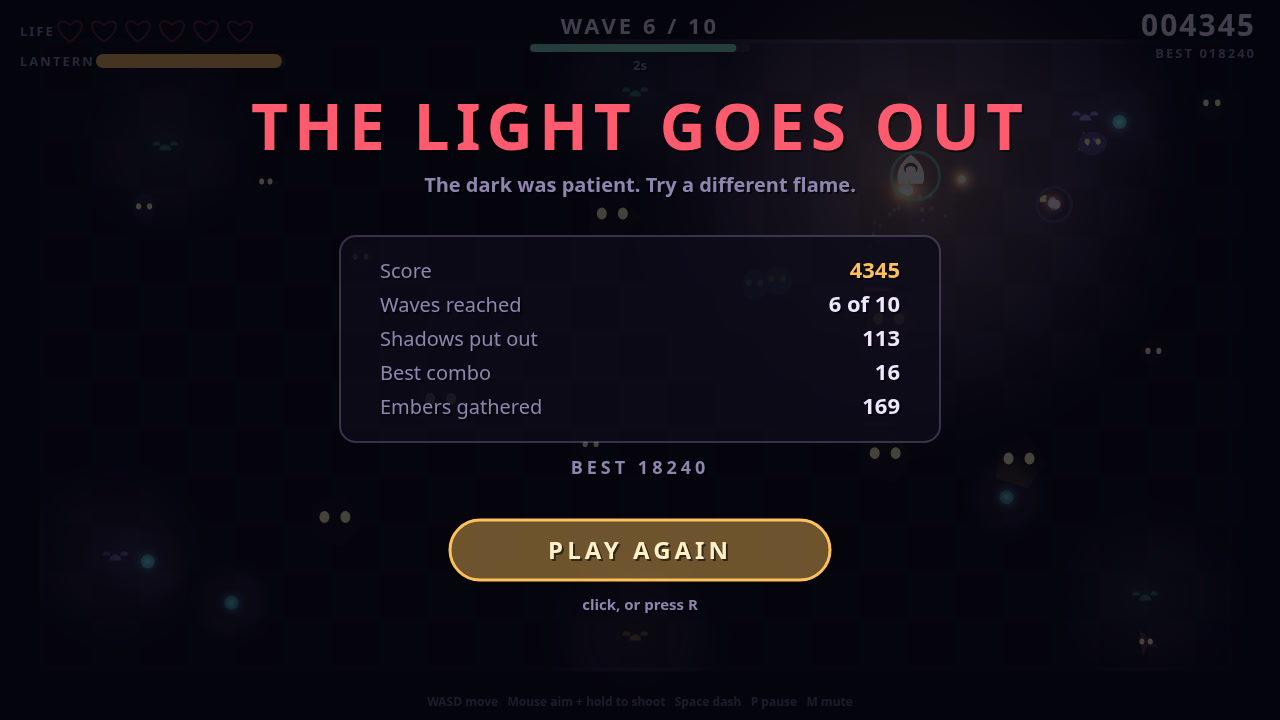 LIFE
LANTERN
WAVE 6 / 10
2s
004345
BEST 018240
THE LIGHT GOES OUT
The dark was patient. Try a different flame.
Score 4345
Waves reached 6 of 10
Shadows put out 113
Best combo 16
Embers gathered 169
BEST 18240
PLAY AGAIN
click, or press R
WASD move Mouse aim + hold to shoot Space dash P pause M mute